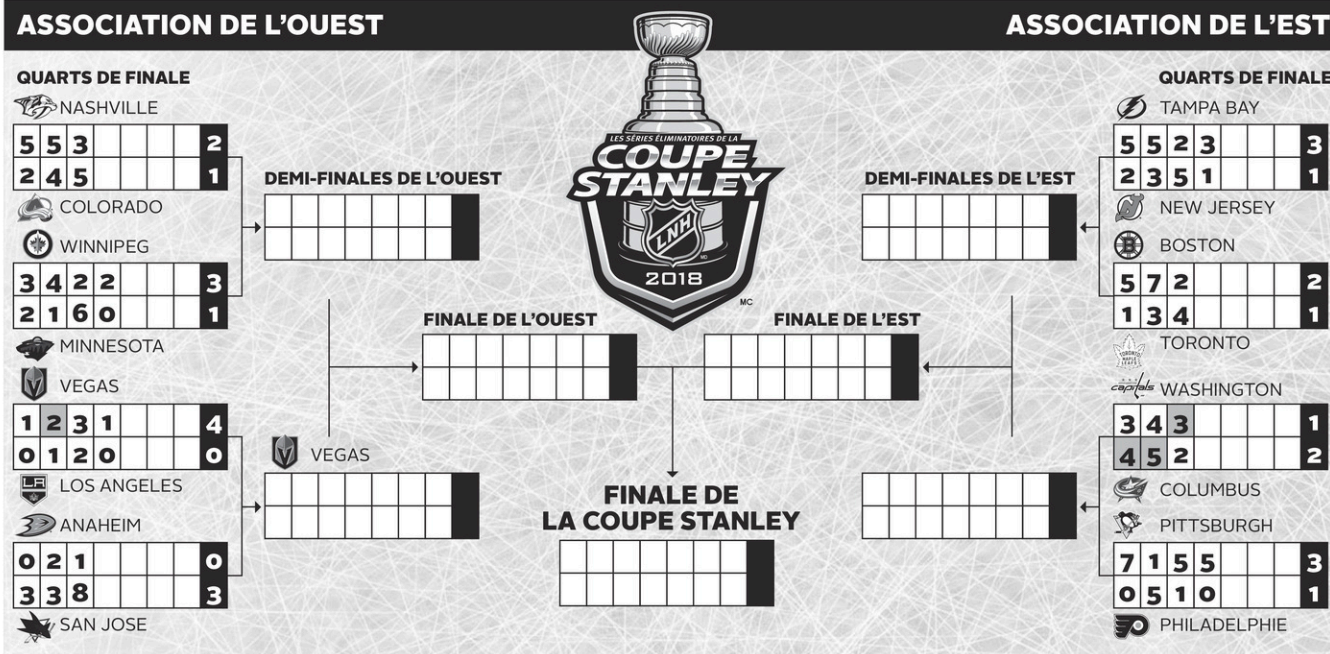 ASSOCIATION DE L'OUEST
ASSOCIATION DE L'EST
QUARTS DE FINALE
NASHVILLE
5 5 3 2
2 4 5 1
COLORADO
WINNIPEG
3 4 2 2 3
2 1 6 0 1
MINNESOTA
VEGAS
1 2 3 1 4
0 1 2 0 0
LA
LOS ANGELES
ANAHEIM
0 2 1 0
3 3 8 3
SAN JOSE
DEMI-FINALES DE L'OUEST
VEGAS
FINALE DE L'OUEST
LES SÉRIES ÉLIMINATOIRES DE LA
COUPE
STANLEY
LNH
MD
2018
MC
FINALE DE L'EST
FINALE DE
LA COUPE STANLEY
DEMI-FINALES DE L'EST
QUARTS DE FINALE
TAMPA BAY
5 5 2 3 3
2 3 5 1 1
NEW JERSEY
B
BOSTON
5 7 2 2
1 3 4 1
TORONTO
TORONTO
MAPLE
LEAFS
capitals
WASHINGTON
3 4 3 1
4 5 2 2
COLUMBUS
PITTSBURGH
7 1 5 5 3
0 5 1 0 1
PHILADELPHIE